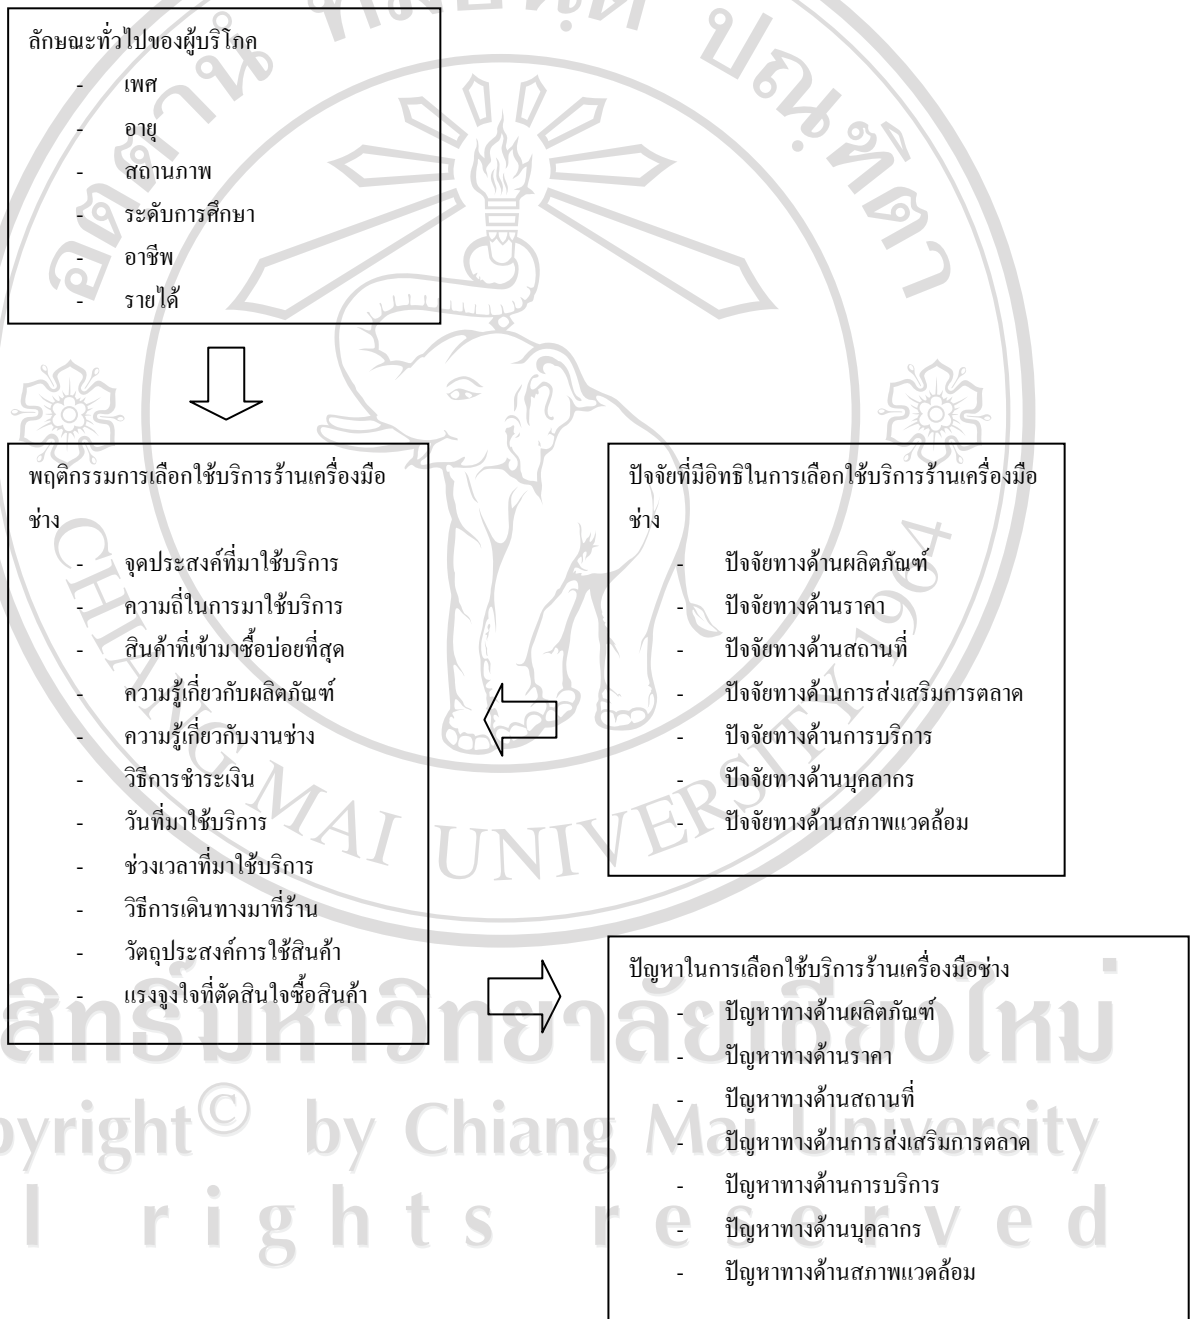 ลักษณะทั่วไปของผู้บริโภค
- เพศ
- อายุ
- สถานภาพ
- ระดับการศึกษา
- อาชีพ
- รายได้
พฤติกรรมการเลือกใช้บริการร้านเครื่องมือ
ช่าง
- จุดประสงค์ที่มาใช้บริการ
- ความถี่ในการมาใช้บริการ
- สินค้าที่เข้ามาซื้อบ่อยที่สุด
- ความรู้เกี่ยวกับผลิตภัณฑ์
- ความรู้เกี่ยวกับงานช่าง
- วิธีการชำระเงิน
- วันที่มาใช้บริการ
- ช่วงเวลาที่มาใช้บริการ
- วิธีการเดินทางมาที่ร้าน
- วัตถุประสงค์การใช้สินค้า
- แรงจูงใจที่ตัดสินใจซื้อสินค้า
ปัจจัยที่มีอิทธิในการเลือกใช้บริการร้านเครื่องมือ
ช่าง
- ปัจจัยทางด้านผลิตภัณฑ์
- ปัจจัยทางด้านราคา
- ปัจจัยทางด้านสถานที่
- ปัจจัยทางด้านการส่งเสริมการตลาด
- ปัจจัยทางด้านการบริการ
- ปัจจัยทางด้านบุคลากร
- ปัจจัยทางด้านสภาพแวคล้อม
ปัญหาในการเลือกใช้บริการร้านเครื่องมือช่าง
- ปัญหาทางด้านผลิตภัณฑ์
- ปัญหาทางด้านราคา
- ปัญหาทางด้านสถานที่
- ปัญหาทางด้านการส่งเสริมการตลาด
- ปัญหาทางด้านการบริการ
- ปัญหาทางด้านบุคลากร
- ปัญหาทางด้านสภาพแวคล้อม
CHIANG MAI UNIVERSITY 1964
by Chiang Mai University
rights reserved